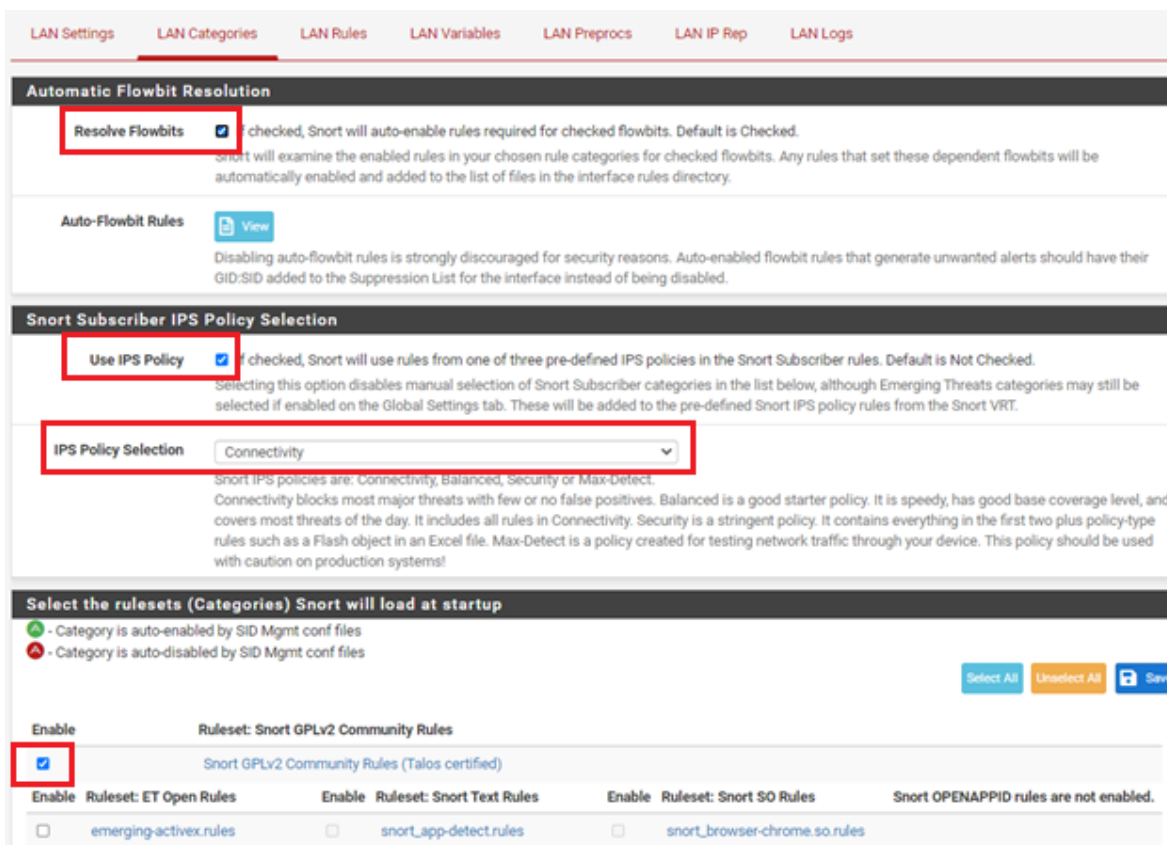 LAN Settings LAN Categories LAN Rules LAN Variables LAN Preprocs LAN IP Rep LAN Logs
Automatic Flowbit Resolution
Resolve Flowbits f checked, Snort will auto-enable rules required for checked flowbits. Default is Checked.
Snort will examine the enabled rules in your chosen rule categories for checked flowbits. Any rules that set these dependent flowbits will be
automatically enabled and added to the list of files in the interface rules directory.
Auto-Flowbit Rules View
Disabling auto-flowbit rules is strongly discouraged for security reasons. Auto-enabled flowbit rules that generate unwanted alerts should have their
GID:SID added to the Suppression List for the interface instead of being disabled.
Snort Subscriber IPS Policy Selection
Use IPS Policy f checked, Snort will use rules from one of three pre-defined IPS policies in the Snort Subscriber rules. Default is Not Checked.
Selecting this option disables manual selection of Snort Subscriber categories in the list below, although Emerging Threats categories may still be
selected if enabled on the Global Settings tab. These will be added to the pre-defined Snort IPS policy rules from the Snort VRT.
IPS Policy Selection Connectivity
Snort IPS policies are: Connectivity, Balanced, Security or Max-Detect.
Connectivity blocks most major threats with few or no false positives. Balanced is a good starter policy. It is speedy, has good base coverage level, and
covers most threats of the day. It includes all rules in Connectivity. Security is a stringent policy. It contains everything in the first two plus policy-type
rules such as a Flash object in an Excel file. Max-Detect is a policy created for testing network traffic through your device. This policy should be used
with caution on production systems!
Select the rulesets (Categories) Snort will load at startup
- Category is auto-enabled by SID Mgmt conf files
- Category is auto-disabled by SID Mgmt conf files
Select All Unselect All Sav
Enable Ruleset: Snort GPLv2 Community Rules
Snort GPLv2 Community Rules (Talos certified)
Enable Ruleset: ET Open Rules Enable Ruleset: Snort Text Rules Enable Ruleset: Snort SO Rules Snort OPENAPPID rules are not enabled.
emerging-activex.rules snort_app-detect.rules snort_browser-chrome.so.rules